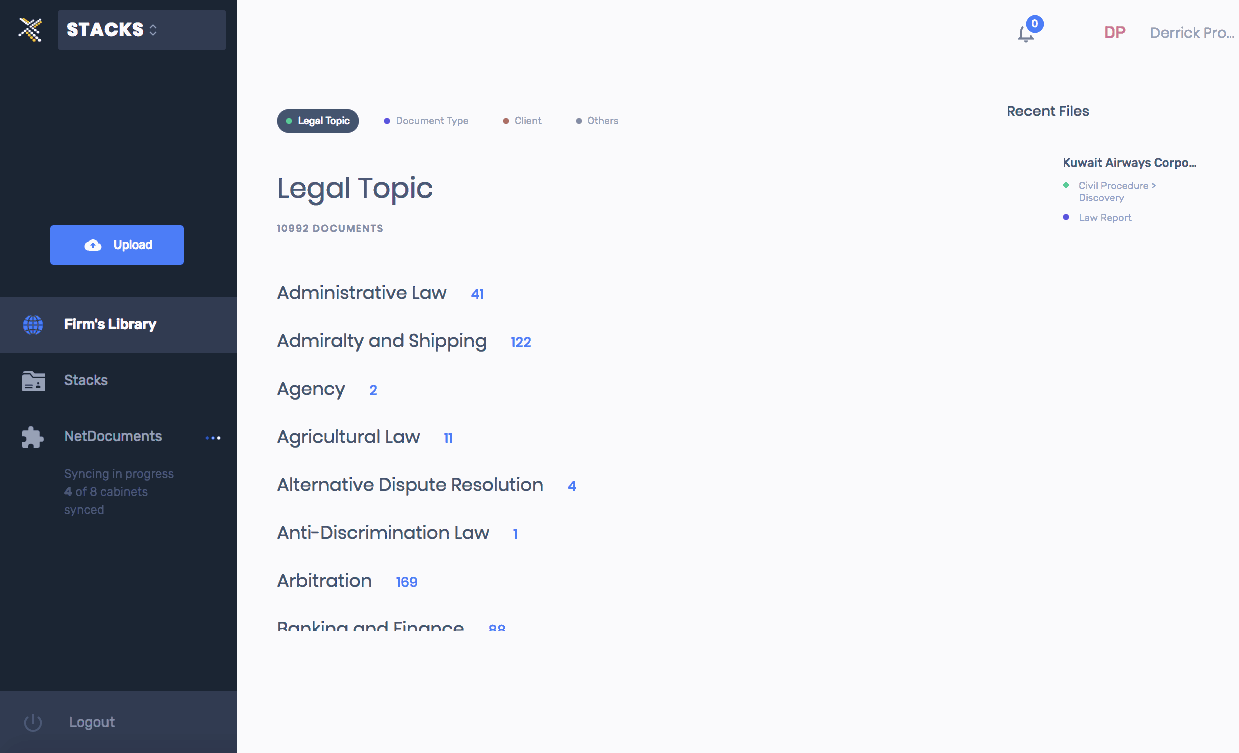 STACKS
0
DP
Derrick Pro...
Upload
Firm's Library
Stacks
NetDocuments
Syncing in progress
4 of 8 cabinets
synced
Logout
Legal Topic
Document Type
Client
Others
Legal Topic
10992 DOCUMENTS
Administrative Law 41
Admiralty and Shipping 122
Agency 2
Agricultural Law 11
Alternative Dispute Resolution 4
Anti-Discrimination Law 1
Arbitration 169
Banking and Finance 88
Recent Files
Kuwait Airways Corpo...
Civil Procedure >
Discovery
Law Report